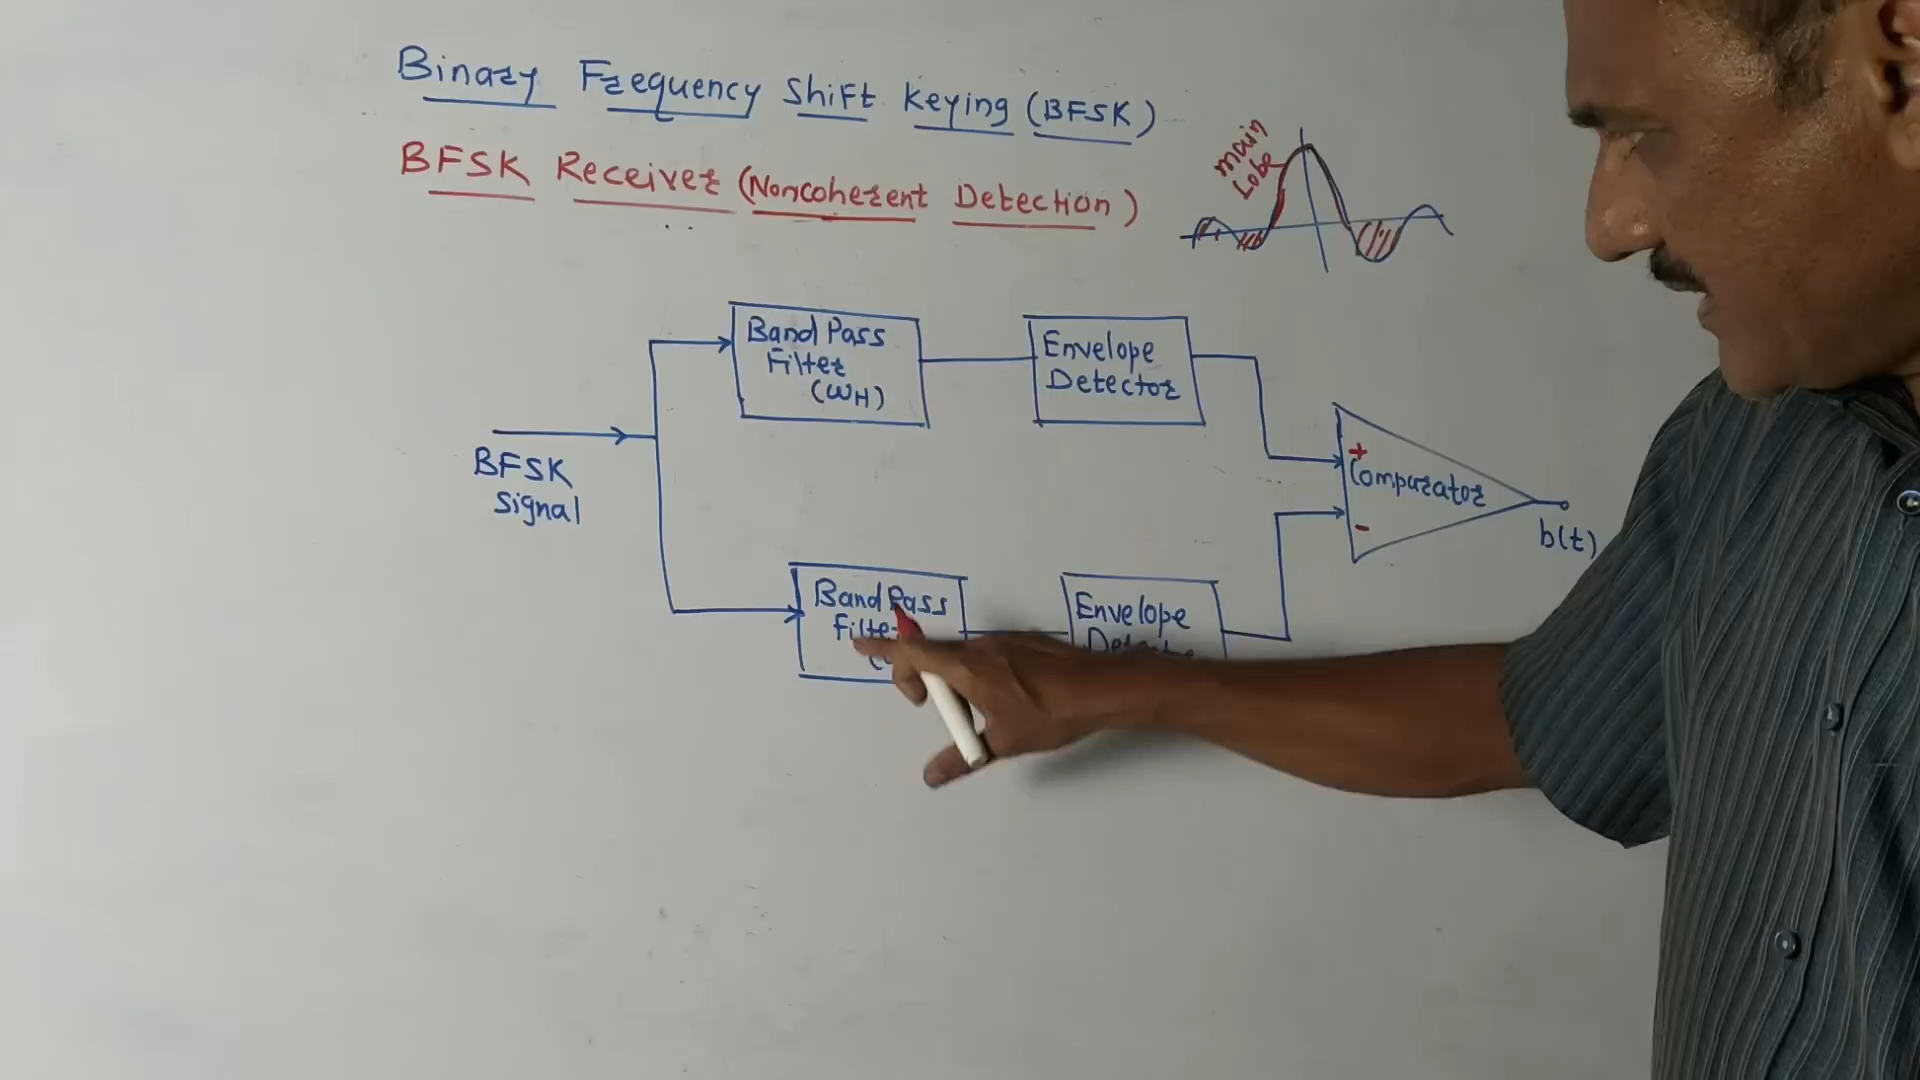 Binary Frequency Shift Keying (BFSK)
BFSK Receiver (Noncoherent Detection)
main
Lobe
Band Pass
Filter
(ωH)
Envelope
Detector
BFSK
Signal
+
Comparator
-
b(t)
Band Pass
Filter
Envelope